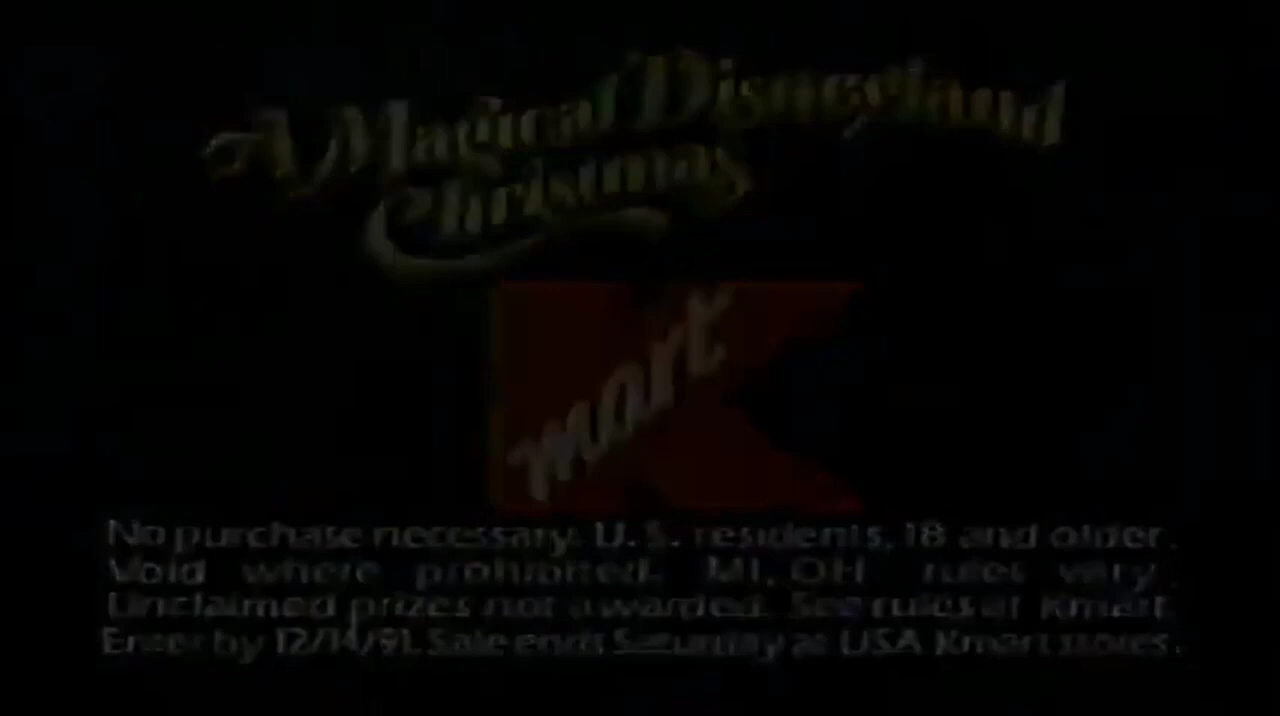 A Magical Disneyland
Christmas
mart
No purchase necessary. U.S. residents, 18 and older.
Void where prohibited. MI, OH rules vary.
Unclaimed prizes not awarded. See rules at Kmart.
Enter by 12/14/91. Sale ends Saturday at USA Kmart stores.